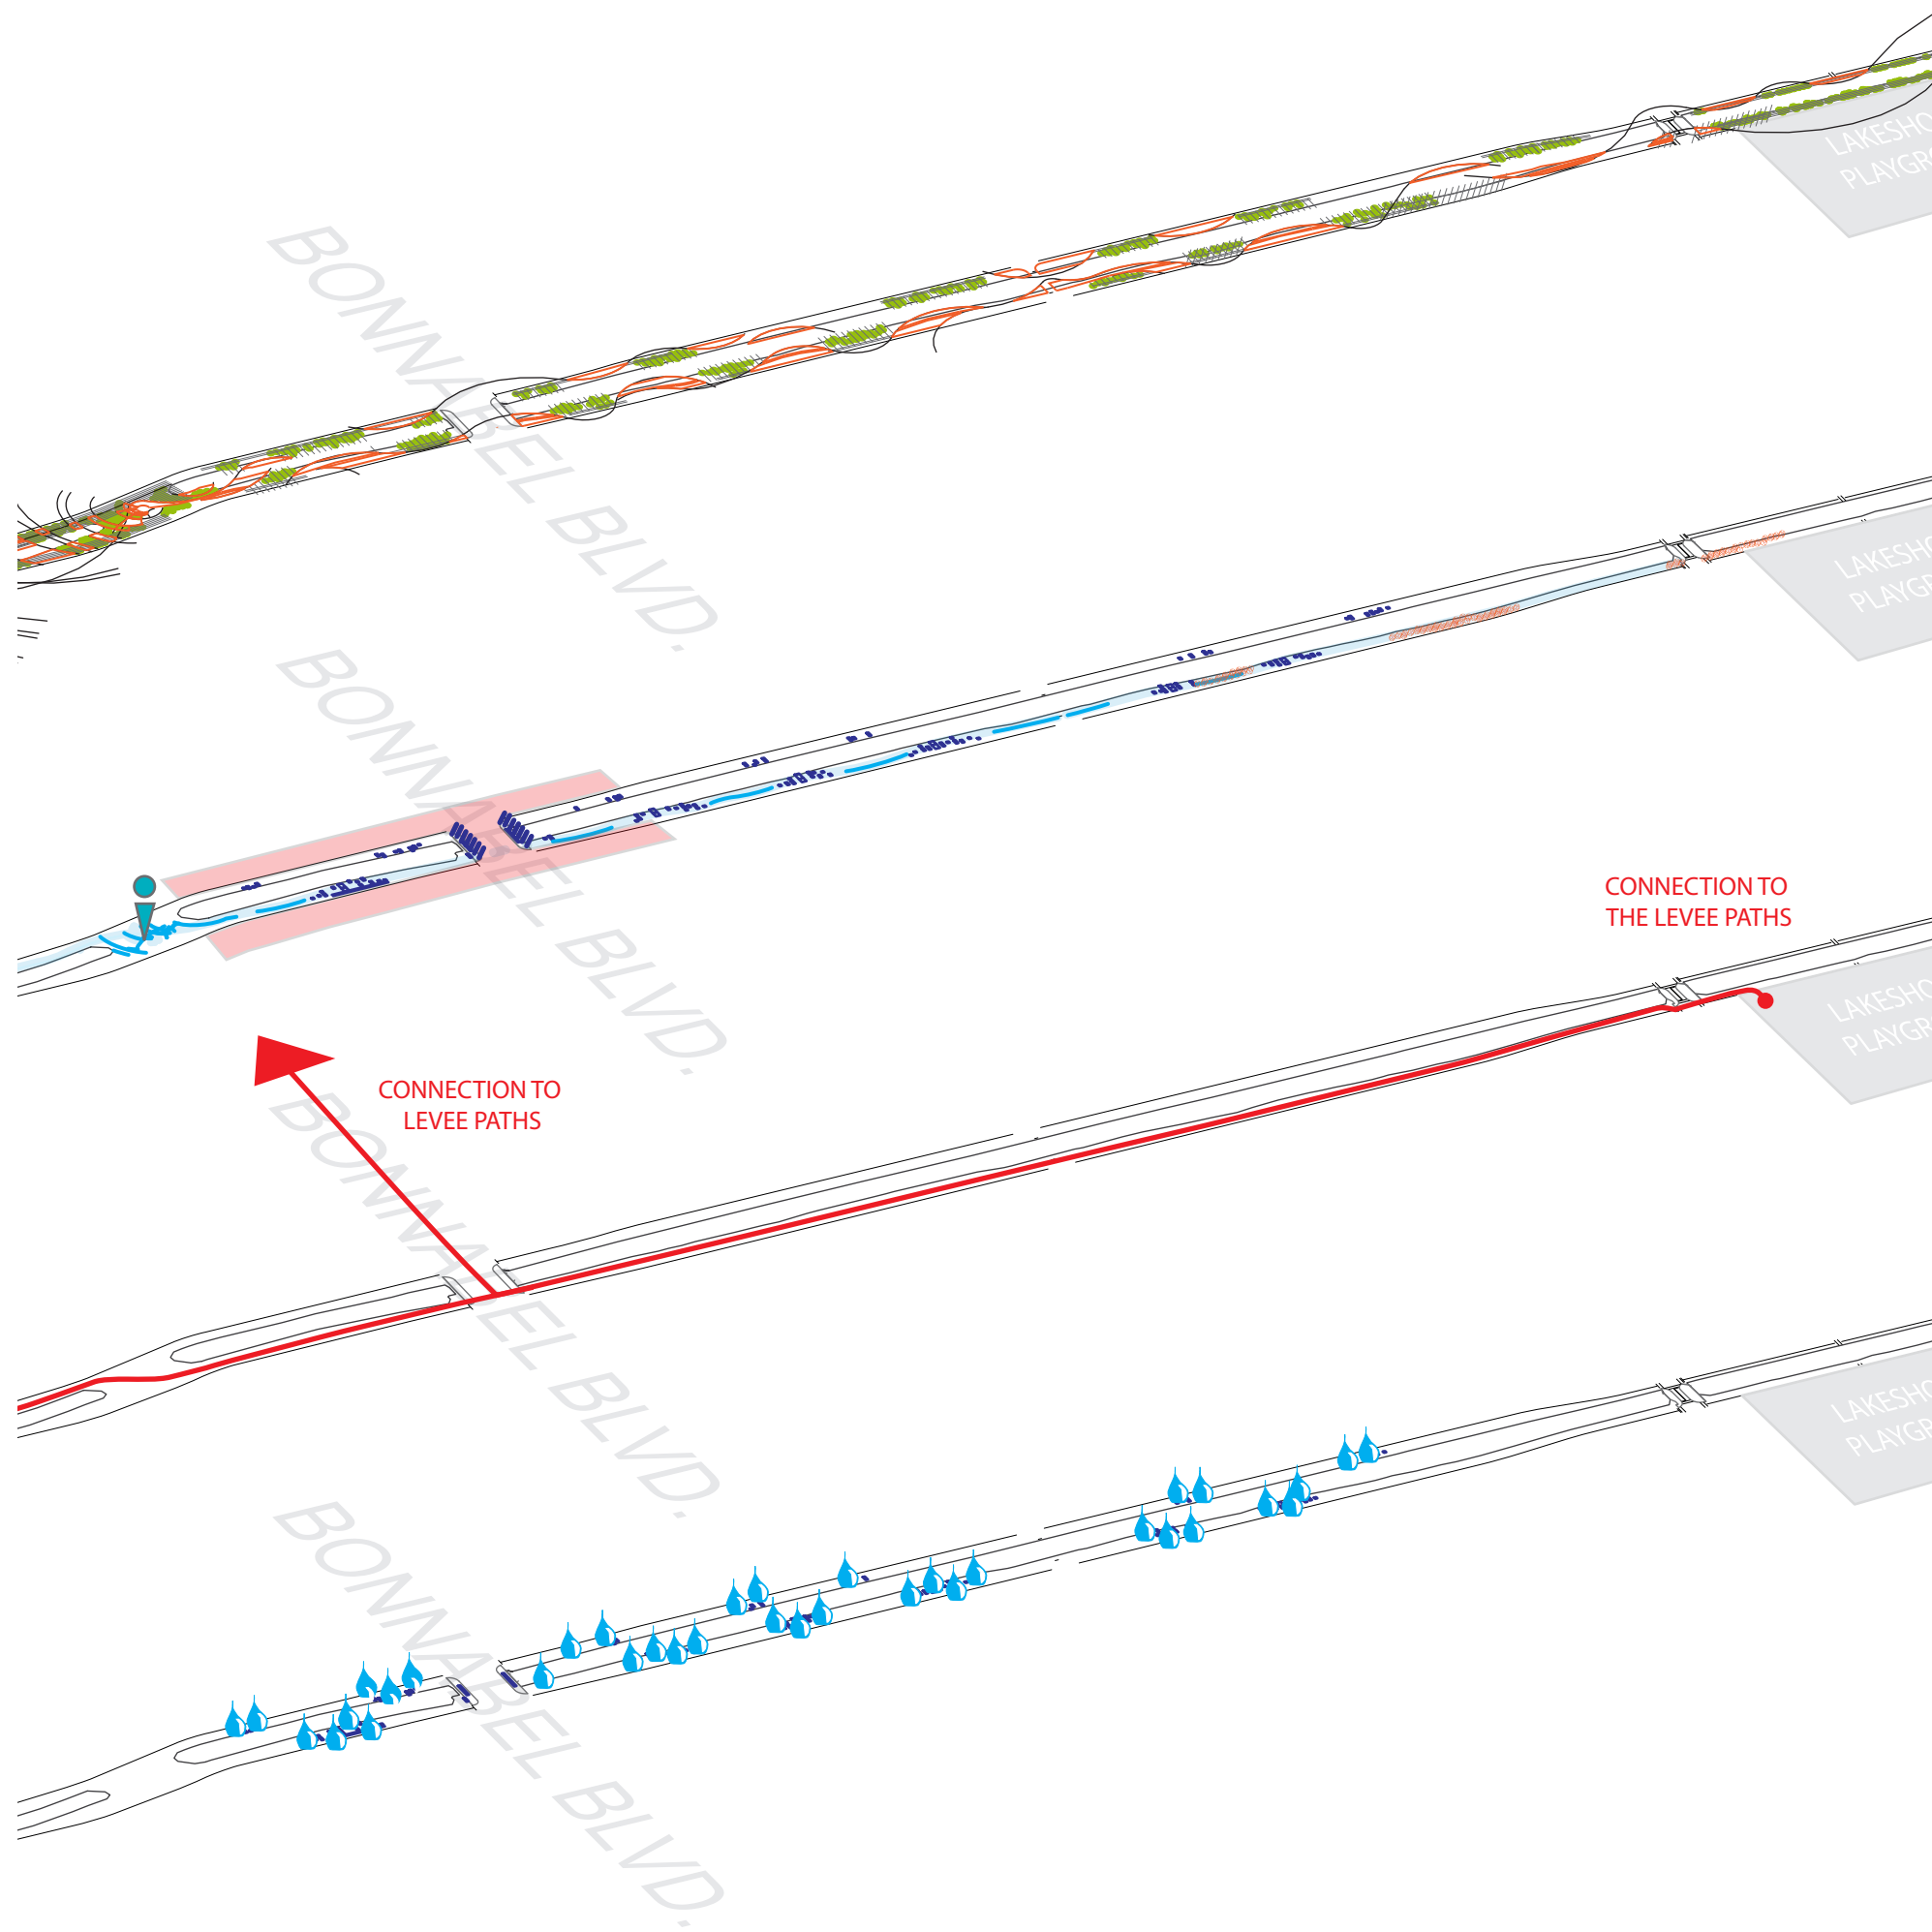 LAKESHO
PLAYGRO
BONNABEL BLVD.
LAKESHO
PLAYGR
BONNABEL BLVD.
CONNECTION TO
THE LEVEE PATHS
LAKESHO
PLAYGR
CONNECTION TO
LEVEE PATHS
BONNABEL BLVD.
LAKESHO
PLAYGR
BONNABEL BLVD.